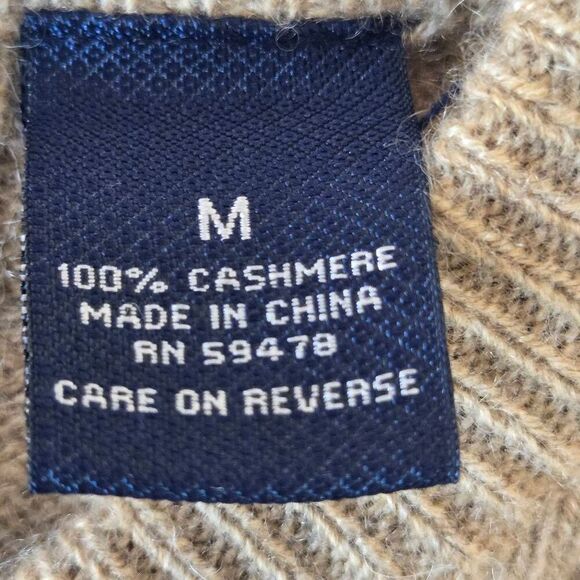 M
100% CASHMERE
MADE IN CHINA
RN 59478
CARE ON REVERSE